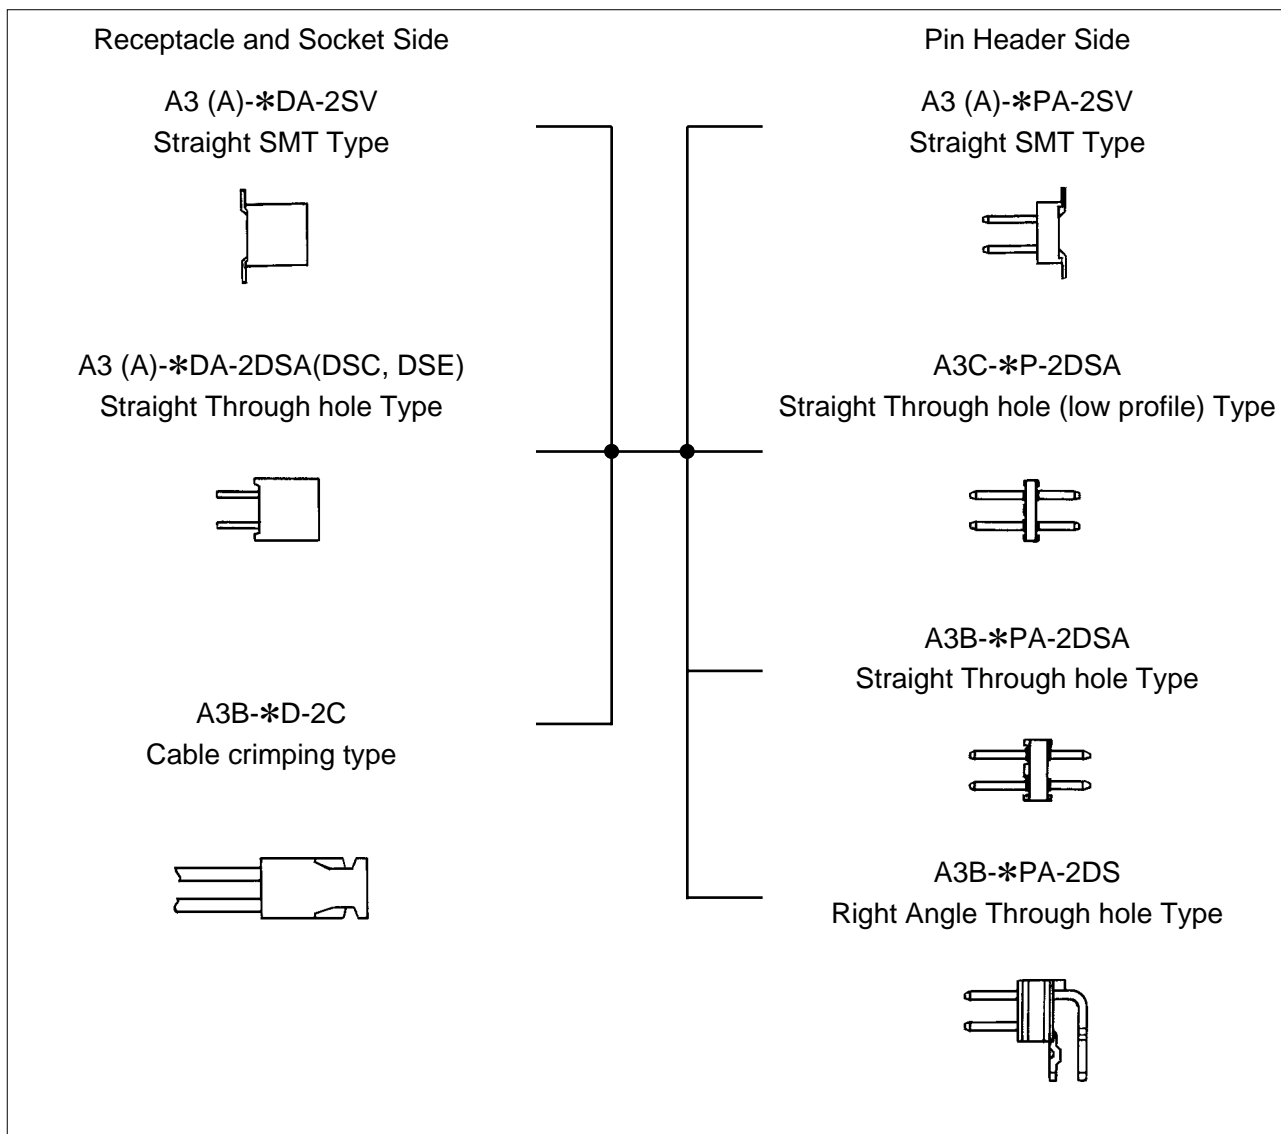 Receptacle and Socket Side
A3 (A)-✻DA-2SV
Straight SMT Type
A3 (A)-✻DA-2DSA(DSC, DSE)
Straight Through hole Type
A3B-✻D-2C
Cable crimping type
Pin Header Side
A3 (A)-✻PA-2SV
Straight SMT Type
A3C-✻P-2DSA
Straight Through hole (low profile) Type
A3B-✻PA-2DSA
Straight Through hole Type
A3B-✻PA-2DS
Right Angle Through hole Type